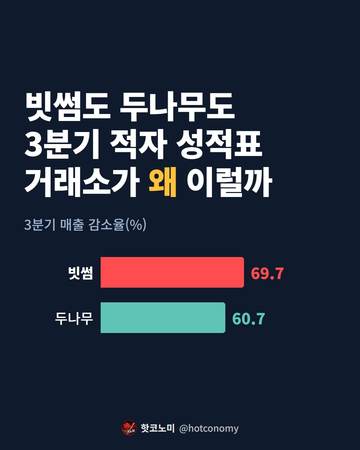 빗썸도 두나무도
3분기 적자 성적표
거래소가 왜 이럴까
3분기 매출 감소율(%)
빗썸 69.7
두나무 60.7
핫코노미 @hotconomy